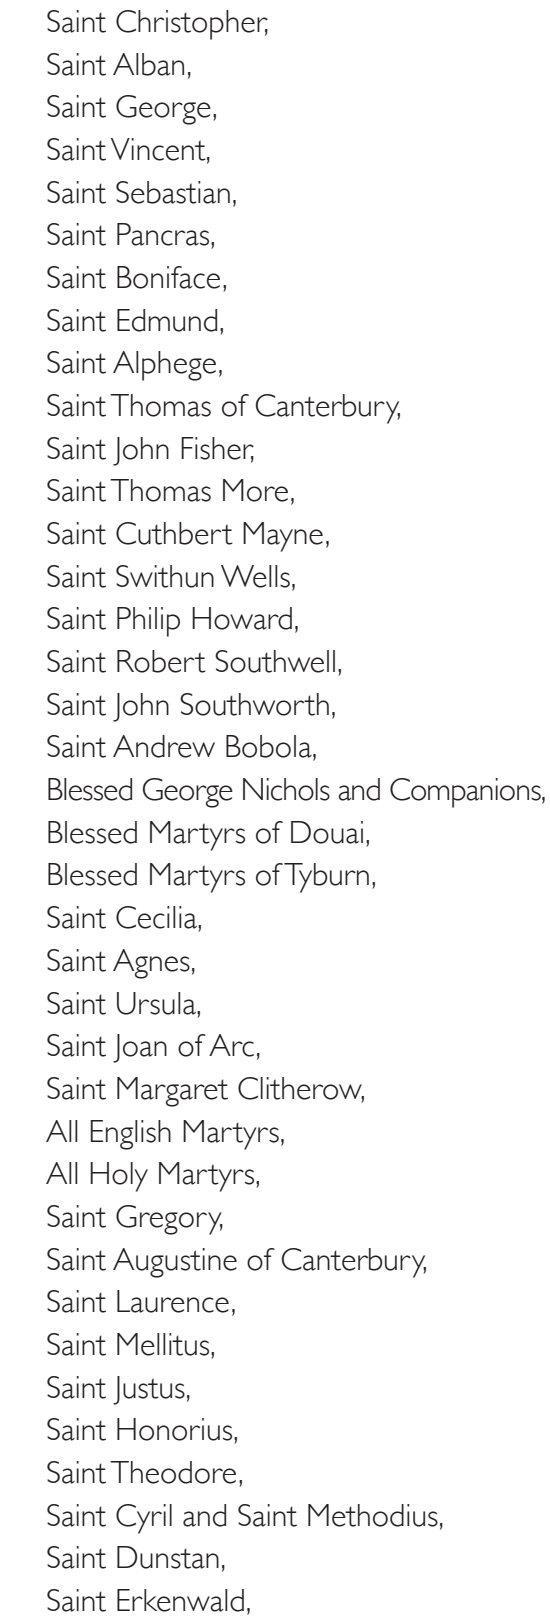 Saint Christopher,
Saint Alban,
Saint George,
Saint Vincent,
Saint Sebastian,
Saint Pancras,
Saint Boniface,
Saint Edmund,
Saint Alphege,
Saint Thomas of Canterbury,
Saint John Fisher,
Saint Thomas More,
Saint Cuthbert Mayne,
Saint Swithun Wells,
Saint Philip Howard,
Saint Robert Southwell,
Saint John Southworth,
Saint Andrew Bobola,
Blessed George Nichols and Companions,
Blessed Martyrs of Douai,
Blessed Martyrs of Tyburn,
Saint Cecilia,
Saint Agnes,
Saint Ursula,
Saint Joan of Arc,
Saint Margaret Clitherow,
All English Martyrs,
All Holy Martyrs,
Saint Gregory,
Saint Augustine of Canterbury,
Saint Laurence,
Saint Mellitus,
Saint Justus,
Saint Honorius,
Saint Theodore,
Saint Cyril and Saint Methodius,
Saint Dunstan,
Saint Erkenwald,